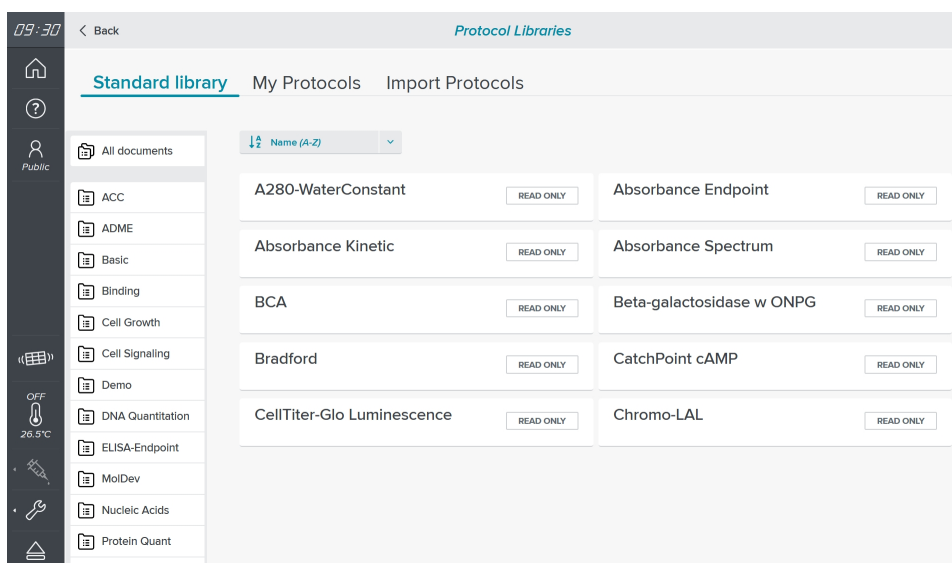 09:30
Back
Protocol Libraries
Standard library
My Protocols
Import Protocols
Public
All documents
Name (A-Z)
ACC
ADME
Basic
Binding
Cell Growth
Cell Signaling
Demo
DNA Quantitation
ELISA-Endpoint
MolDev
Nucleic Acids
Protein Quant
A280-WaterConstant
READ ONLY
Absorbance Endpoint
READ ONLY
Absorbance Kinetic
READ ONLY
Absorbance Spectrum
READ ONLY
BCA
READ ONLY
Beta-galactosidase w ONPG
READ ONLY
Bradford
READ ONLY
CatchPoint cAMP
READ ONLY
CellTiter-Glo Luminescence
READ ONLY
Chromo-LAL
READ ONLY
OFF
26.5°C